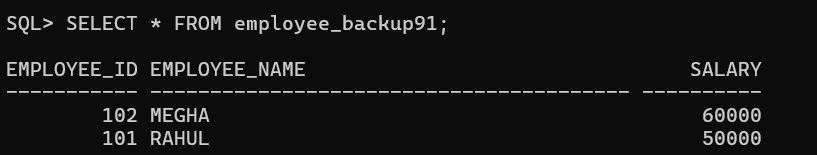 SQL> SELECT * FROM employee_backup91;
EMPLOYEE_ID EMPLOYEE_NAME                                SALARY
----------- ---------------------------------------- ----------
        102 MEGHA                                         60000
        101 RAHUL                                         50000